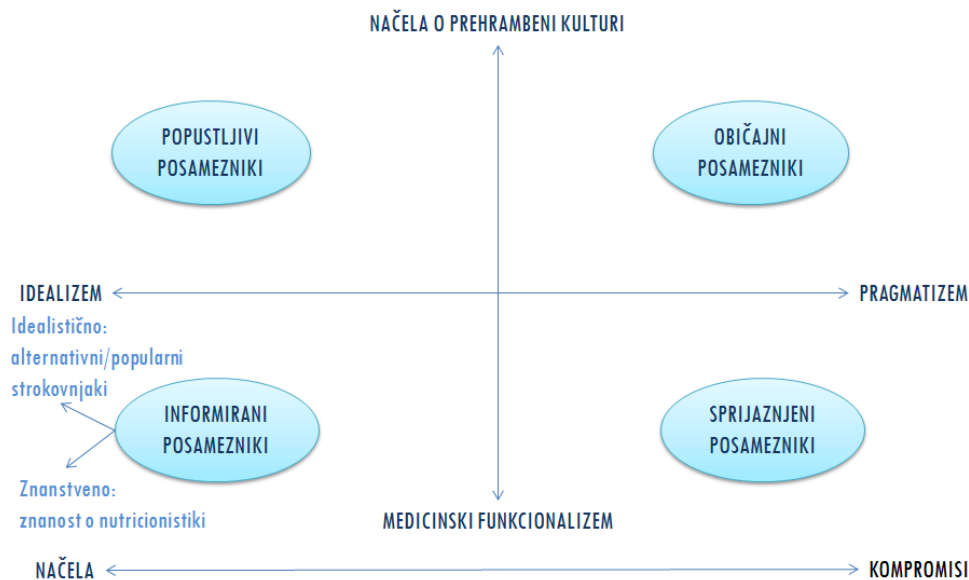 NAČELA O PREHRAMBENI KULTURI
POPUSTLJIVI
POSAMEZNIKI
OBIČAJNI
POSAMEZNIKI
IDEALIZEM
PRAGMATIZEM
Idealistično:
alternativni/popularni
strokovnjaki
INFORMIRANI
POSAMEZNIKI
SPRIJAZNJENI
POSAMEZNIKI
Znanstveno:
znanost o nutricionistiki
MEDICINSKI FUNKCIONALIZEM
NAČELA
KOMPROMISI